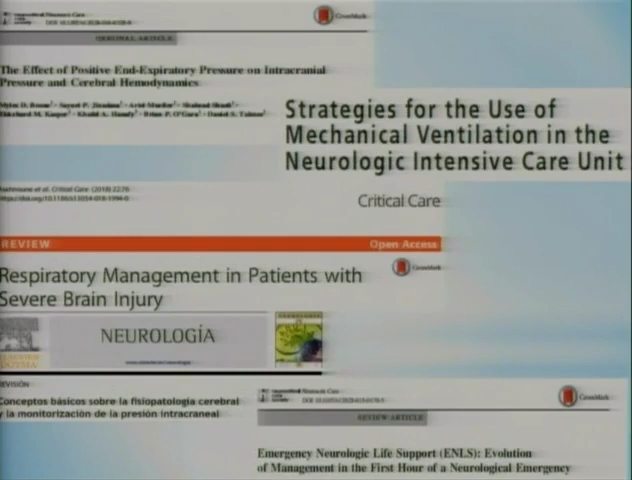 CrossMark
ORIGINAL ARTICLE
The Effect of Positive End-Expiratory Pressure on Intracranial
Pressure and Cerebral Hemodynamics
Strategies for the Use of
Mechanical Ventilation in the
Neurologic Intensive Care Unit
Critical Care
REVIEW
Open Access
CrossMark
Respiratory Management in Patients with
Severe Brain Injury
NEUROLOGÍA
Conceptos básicos sobre la fisiopatología cerebral
y la monitorización de la presión intracraneal
CrossMark
REVIEW ARTICLE
Emergency Neurologic Life Support (ENLS): Evolution
of Management in the First Hour of a Neurological Emergency